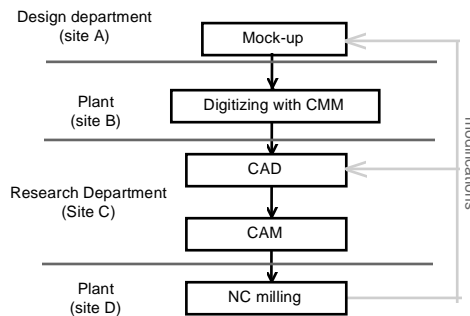 Design department
(site A)
Mock-up
Plant
(site B)
Digitizing with CMM
CAD
Research Department
(Site C)
CAM
Plant
(site D)
NC milling
modifications